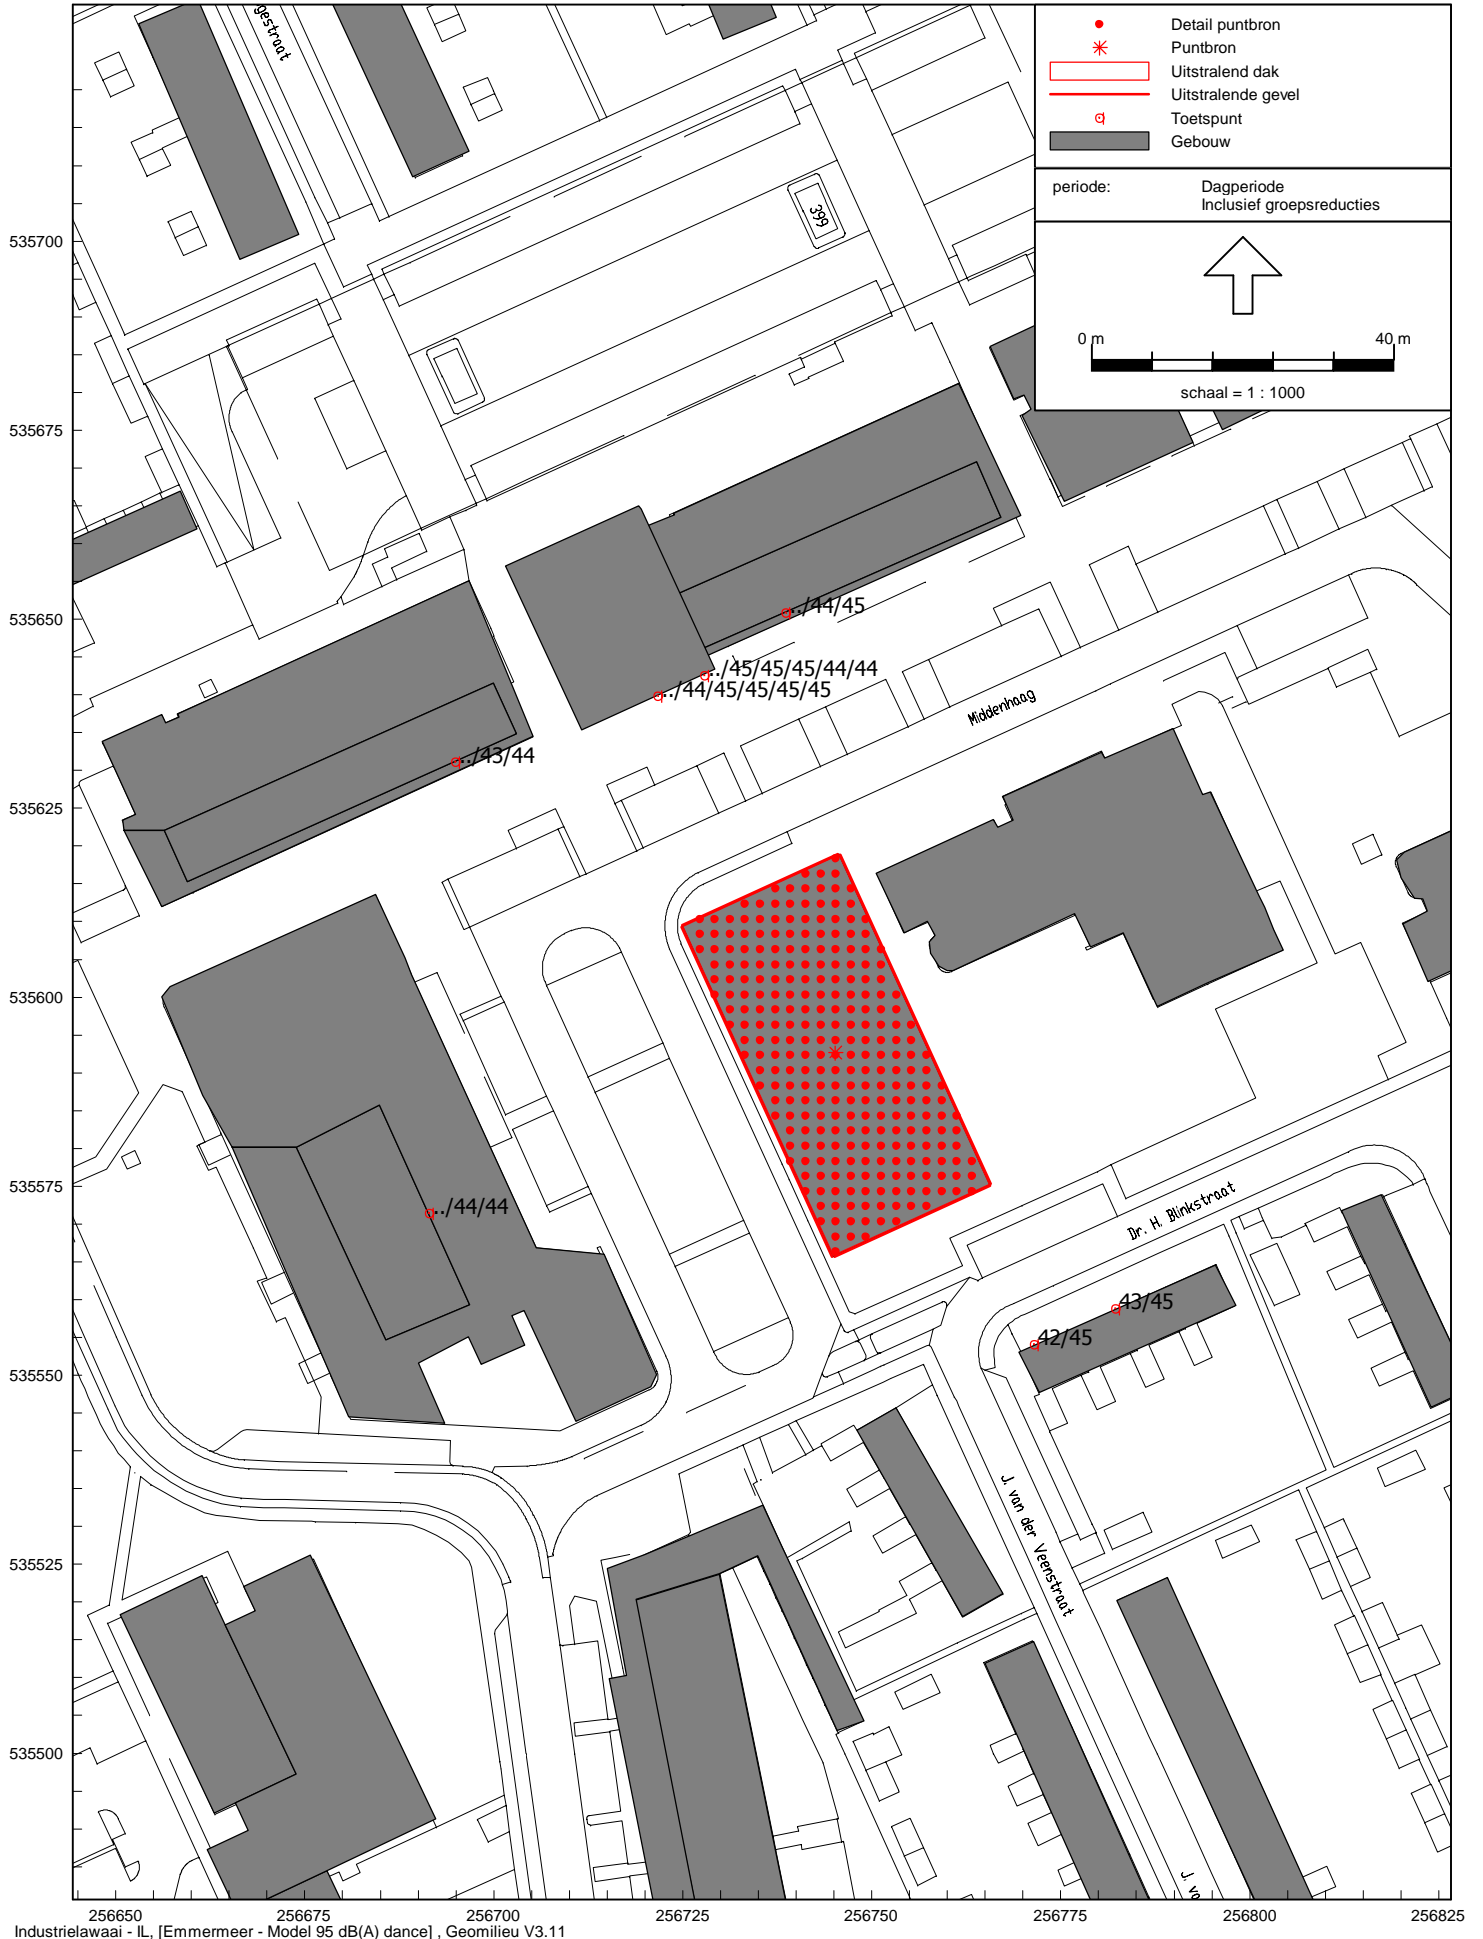 gestraat
Detail puntbron
Puntbron
Uitstralend dak
Uitstralende gevel
Toetspunt
Gebouw
periode: Dagperiode
Inclusief groepsreducties
0 m 40 m
schaal = 1 : 1000
399
535700
535675
535650
535625
535600
535575
535550
535525
535500
../44/45
../45/45/45/44/44
../44/45/45/45/45
../43/44
Middenhaag
../44/44
Dr. H. Blinkstraat
43/45
42/45
J. van der Veenstraat
256650 256675 256700 256725 256750 256775 256800 256825
Industrielawaai - IL, [Emmermeer - Model 95 dB(A) dance] , Geomilieu V3.11